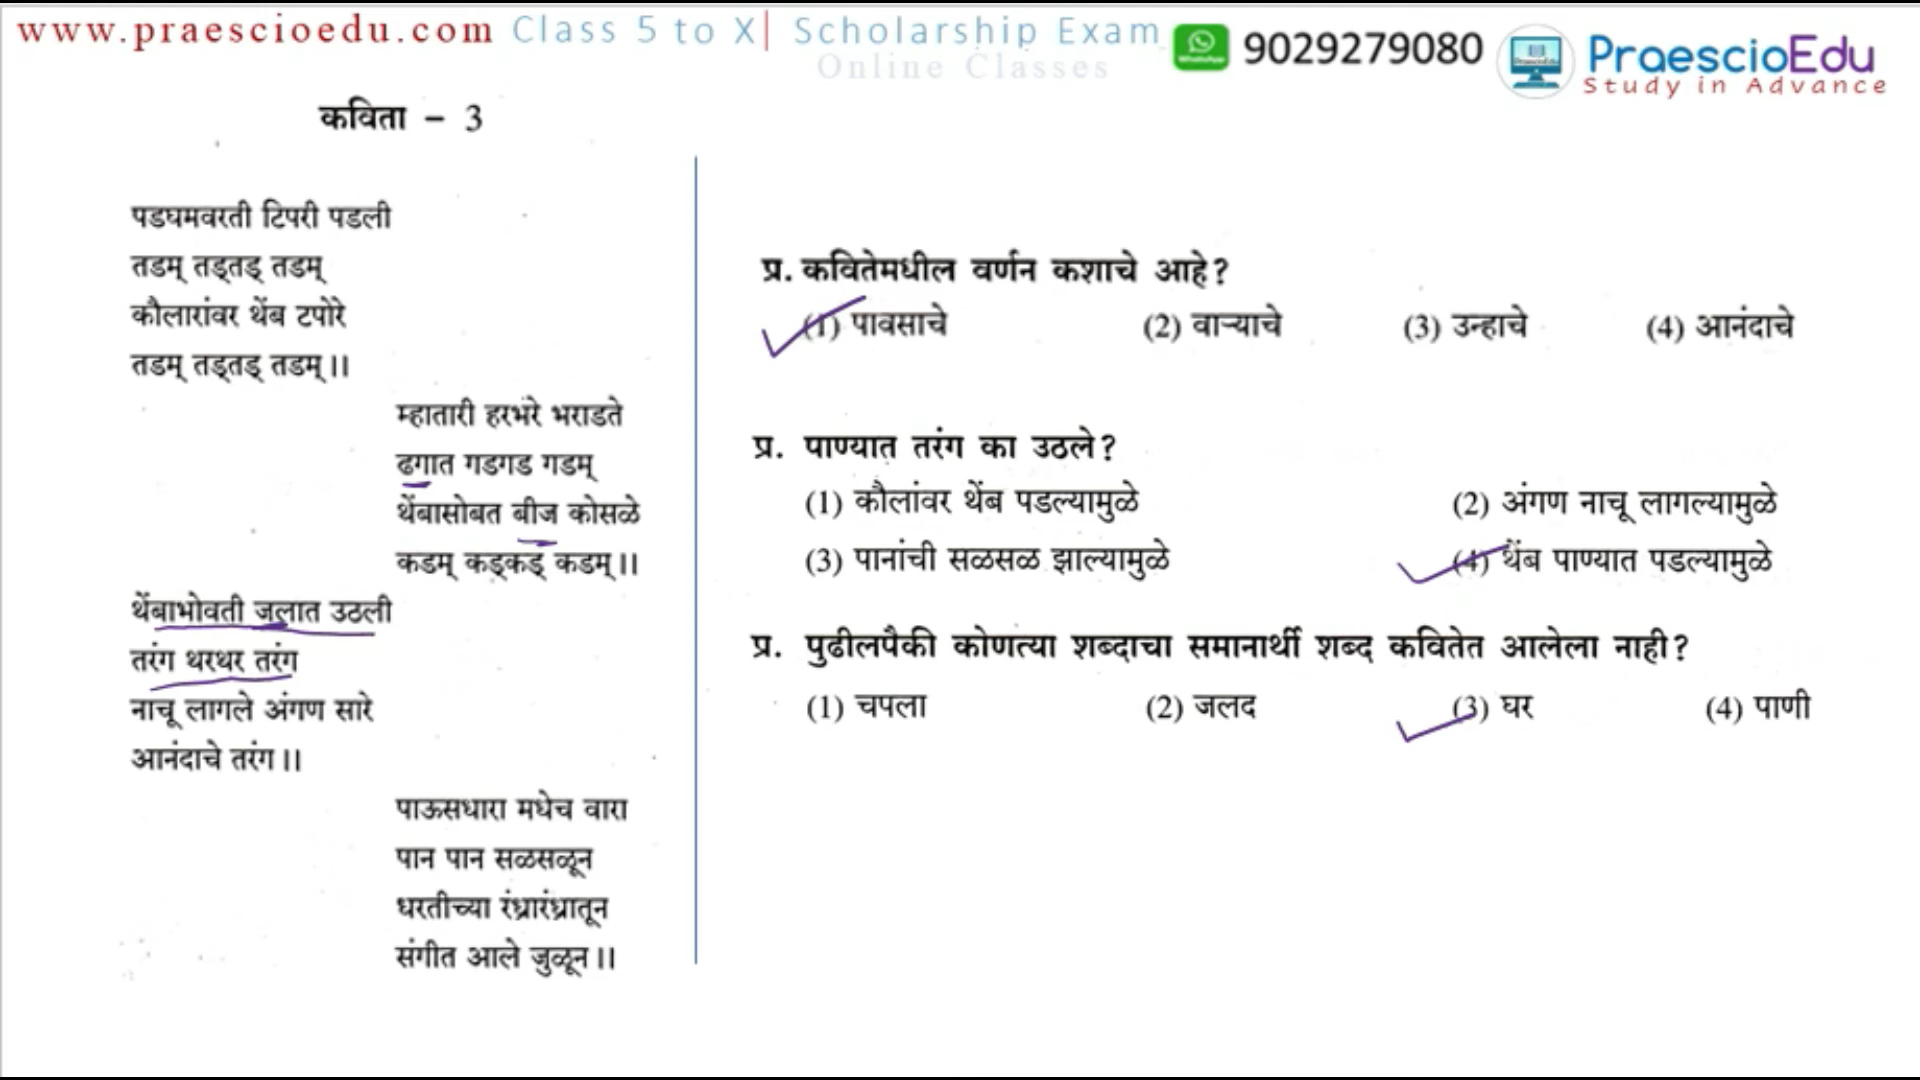 www.praescioedu.com Class 5 to X| Scholarship Exam
Online Classes
9029279080
PraescioEdu
Study in Advance
कविता - 3
पडघमवरती टिपरी पडली
तडम् तड्तड् तडम्
कौलारांवर थेंब टपोरे
तडम् तड्तड् तडम्।।
म्हातारी हरभरे भराडते
ढगात गडगड गडम्
थेंबासोबत बीज कोसळे
कडम् कड्कड् कडम्।।
थेंबाभोवती जलात उठली
तरंग थरथर तरंग
नाचू लागले अंगण सारे
आनंदाचे तरंग।।
पाऊसधारा मधेच वारा
पान पान सळसळून
धरतीच्या रंध्रारंध्रातून
संगीत आले जुळून।।
प्र. कवितेमधील वर्णन कशाचे आहे?
(1) पावसाचे (2) वाऱ्याचे (3) उन्हाचे (4) आनंदाचे
प्र. पाण्यात तरंग का उठले?
(1) कौलांवर थेंब पडल्यामुळे (2) अंगण नाचू लागल्यामुळे
(3) पानांची सळसळ झाल्यामुळे (4) थेंब पाण्यात पडल्यामुळे
प्र. पुढीलपैकी कोणत्या शब्दाचा समानार्थी शब्द कवितेत आलेला नाही?
(1) चपला (2) जलद (3) घर (4) पाणी